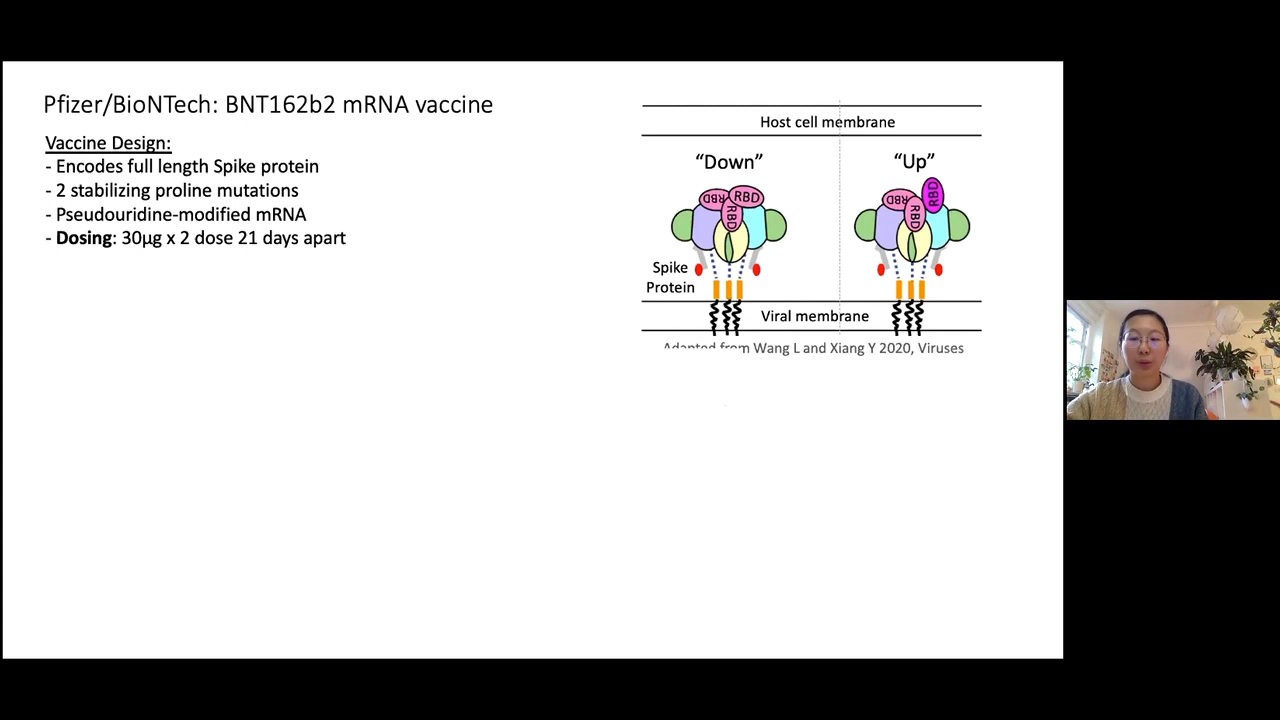 Pfizer/BioNTech: BNT162b2 mRNA vaccine
Vaccine Design:
- Encodes full length Spike protein
- 2 stabilizing proline mutations
- Pseudouridine-modified mRNA
- Dosing: 30µg x 2 dose 21 days apart
Host cell membrane
“Down”
“Up”
RBD
RBD
RBD
RBD
RBD
RBD
Spike
Protein
Viral membrane
Adapted from Wang L and Xiang Y 2020, Viruses